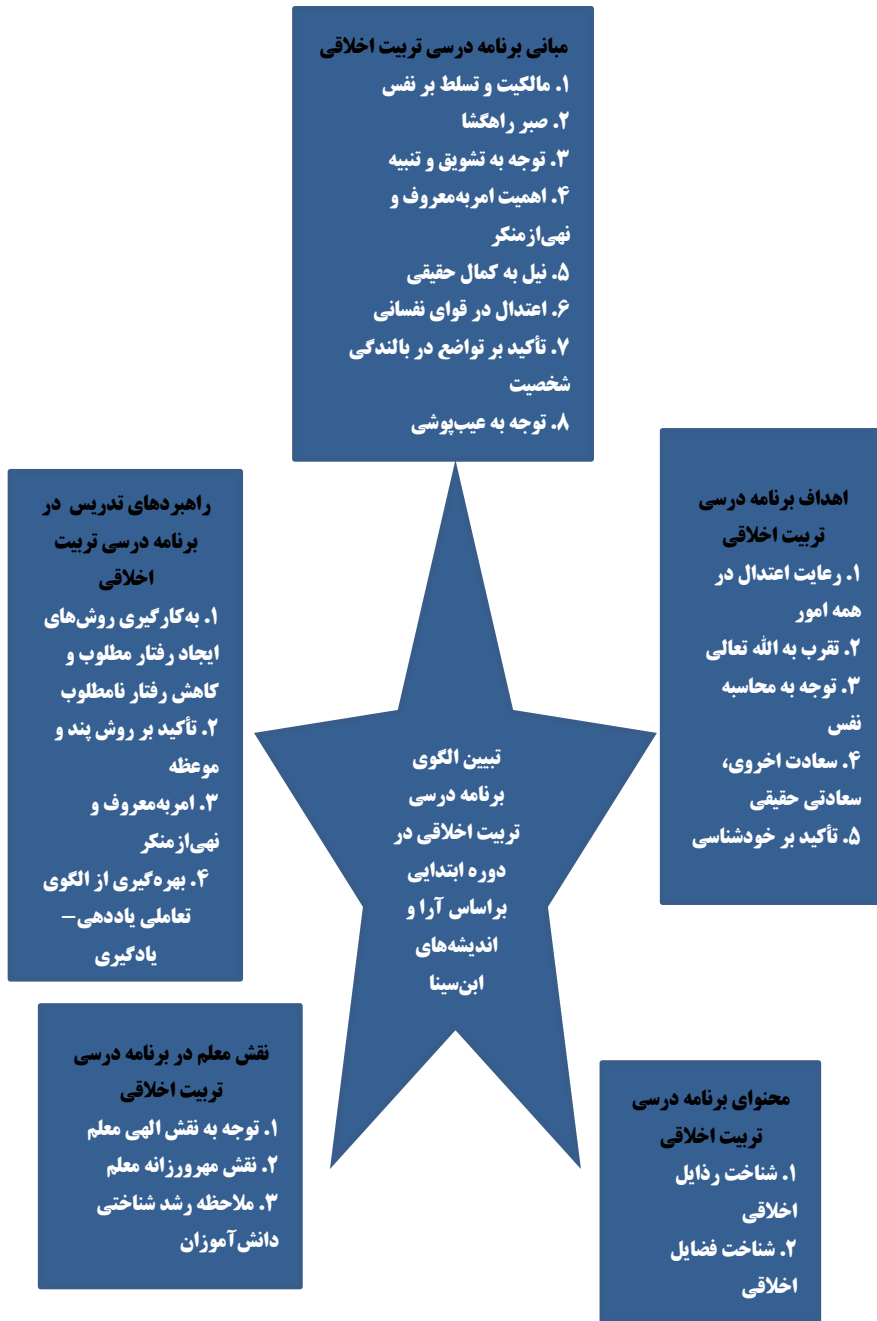 مبانی برنامه درسی تربیت اخلاقی
۱. مالکیت و تسلط بر نفس
۲. صبر راهگشا
۳. توجه به تشویق و تنبیه
۴. اهمیت امربه‌معروف و
نهی‌ازمنکر
۵. نیل به کمال حقیقی
۶. اعتدال در قوای نفسانی
۷. تأکید بر تواضع در بالندگی
شخصیت
۸. توجه به عیب‌پوشی
اهداف برنامه درسی
تربیت اخلاقی
۱. رعایت اعتدال در
همه امور
۲. تقرب به الله تعالی
۳. توجه به محاسبه
نفس
۴. سعادت اخروی،
سعادتی حقیقی
۵. تأکید بر خودشناسی
راهبردهای تدریس در
برنامه درسی تربیت
اخلاقی
۱. به‌کارگیری روش‌های
ایجاد رفتار مطلوب و
کاهش رفتار نامطلوب
۲. تأکید بر روش پند و
موعظه
۳. امربه‌معروف و
نهی‌ازمنکر
۴. بهره‌گیری از الگوی
تعاملی یاددهی–
یادگیری
تبیین الگوی
برنامه درسی
تربیت اخلاقی در
دوره ابتدایی
براساس آرا و
اندیشه‌های
ابن‌سینا
نقش معلم در برنامه درسی
تربیت اخلاقی
۱. توجه به نقش الهی معلم
۲. نقش مهرورزانه معلم
۳. ملاحظه رشد شناختی
دانش‌آموزان
محتوای برنامه درسی
تربیت اخلاقی
۱. شناخت رذایل
اخلاقی
۲. شناخت فضایل
اخلاقی